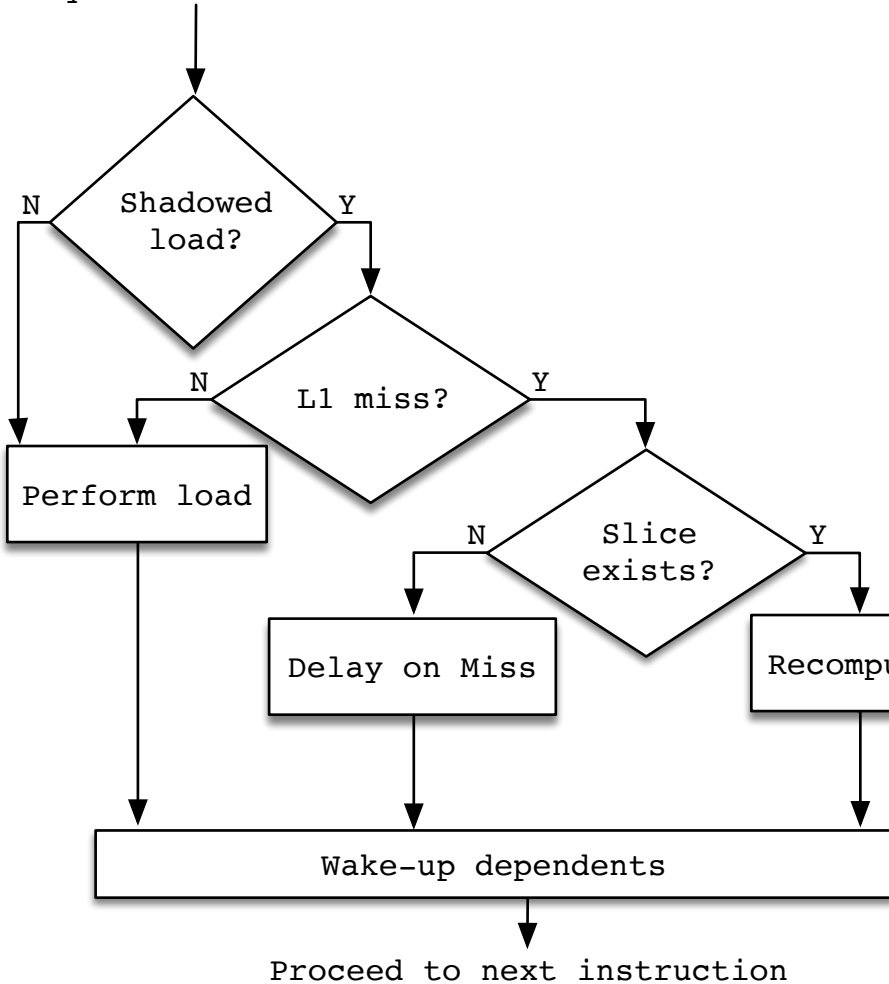 N
Shadowed
load?
Y
N
L1 miss?
Y
Perform load
N
Slice
exists?
Y
Delay on Miss
Wake-up dependents
Proceed to next instruction